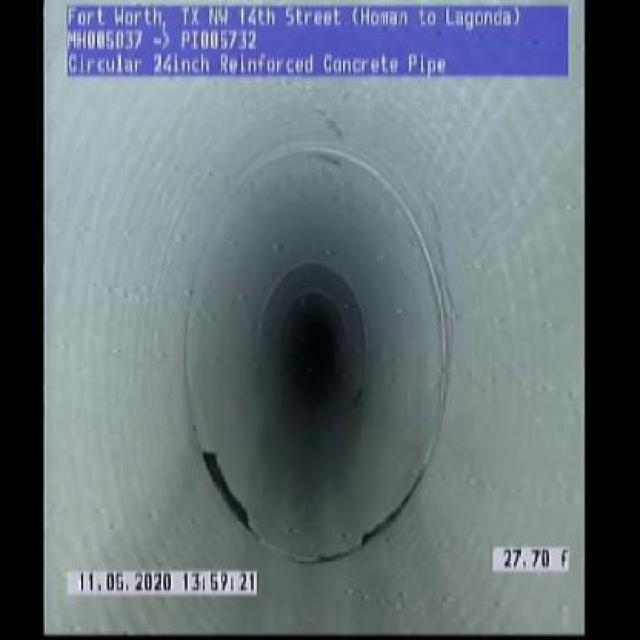 Fort Worth, TX NW 14th Street (Homan to Lagonda)
MH005037 -> PI005732
Circular 24inch Reinforced Concrete Pipe
27.70 f
11.05.2020 13:57:21